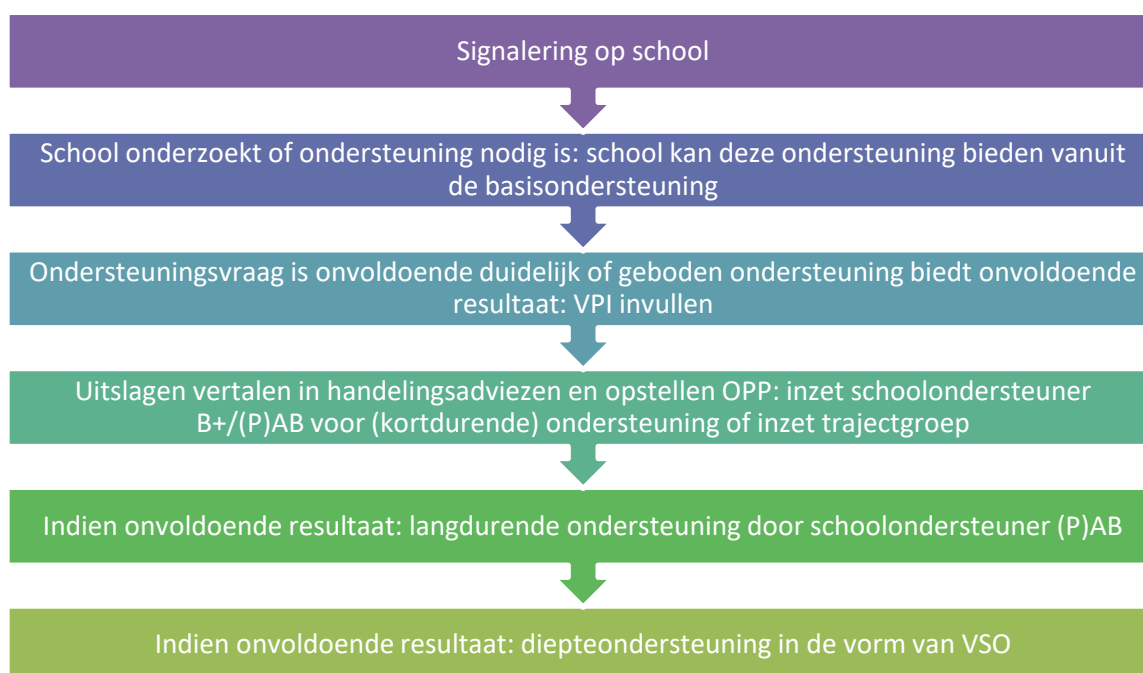 Signalering op school
School onderzoekt of ondersteuning nodig is: school kan deze ondersteuning bieden vanuit
de basisondersteuning
Ondersteuningsvraag is onvoldoende duidelijk of geboden ondersteuning biedt onvoldoende
resultaat: VPI invullen
Uitslagen vertalen in handelingsadviezen en opstellen OPP: inzet schoolondersteuner
B+/(P)AB voor (kortdurende) ondersteuning of inzet trajectgroep
Indien onvoldoende resultaat: langdurende ondersteuning door schoolondersteuner (P)AB
Indien onvoldoende resultaat: diepteondersteuning in de vorm van VSO